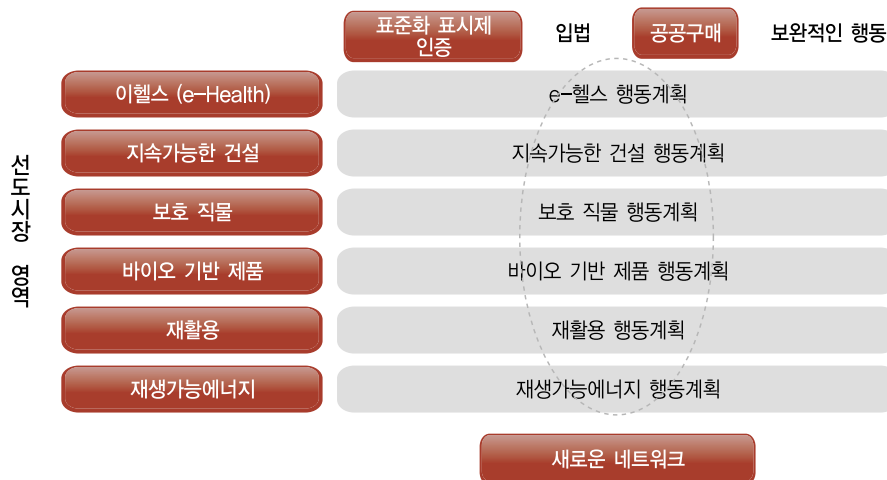 표준화 표시제
인증
입법
공공구매
보완적인 행동
선도시장 영역
이헬스 (e-Health)
e-헬스 행동계획
지속가능한 건설
지속가능한 건설 행동계획
보호 직물
보호 직물 행동계획
바이오 기반 제품
바이오 기반 제품 행동계획
재활용
재활용 행동계획
재생가능에너지
재생가능에너지 행동계획
새로운 네트워크